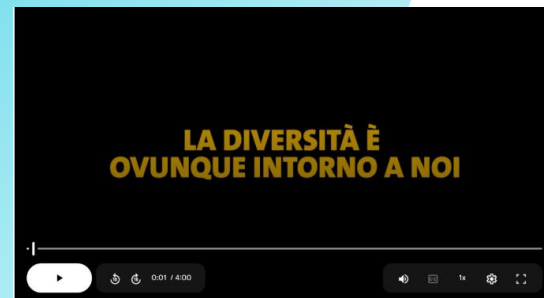 LA DIVERSITÀ È
OVUNQUE INTORNO A NOI
0:01 / 4:00
1x